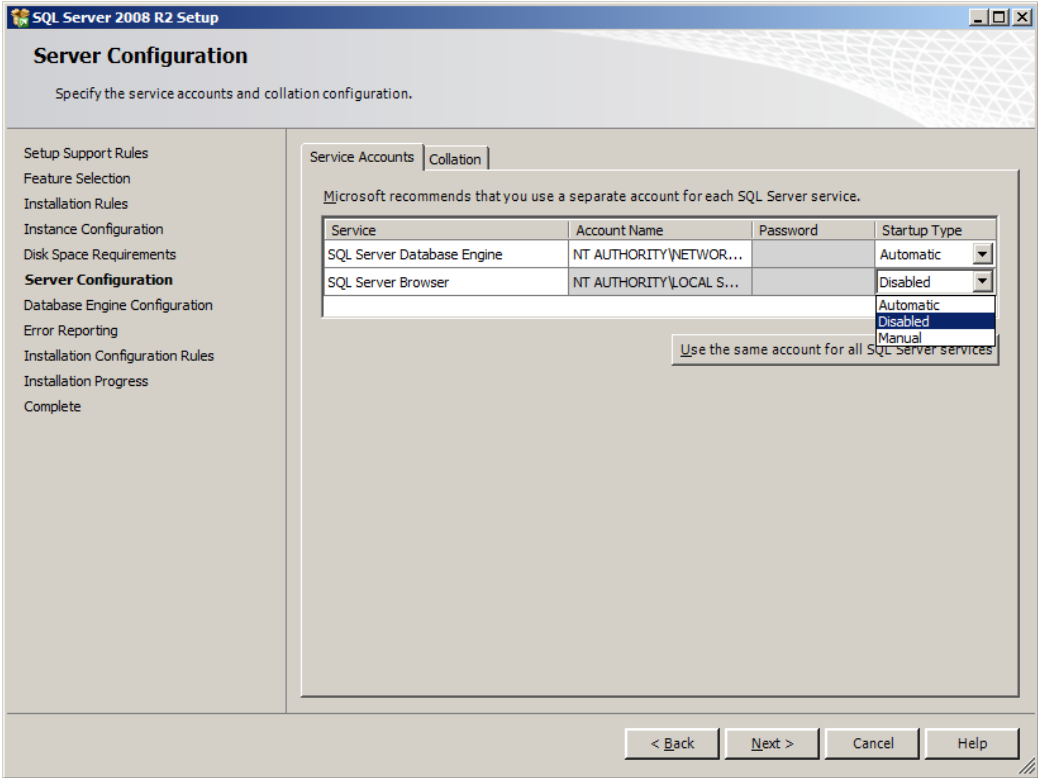 SQL Server 2008 R2 Setup
Server Configuration
Specify the service accounts and collation configuration.
Setup Support Rules
Feature Selection
Installation Rules
Instance Configuration
Disk Space Requirements
Server Configuration
Database Engine Configuration
Error Reporting
Installation Configuration Rules
Installation Progress
Complete
Service Accounts Collation
Microsoft recommends that you use a separate account for each SQL Server service.
Service Account Name Password Startup Type
SQL Server Database Engine NT AUTHORITY\NETWOR... Automatic
SQL Server Browser NT AUTHORITY\LOCAL S... Disabled
Automatic
Disabled
Manual
Use the same account for all SQL Server services
< Back Next > Cancel Help